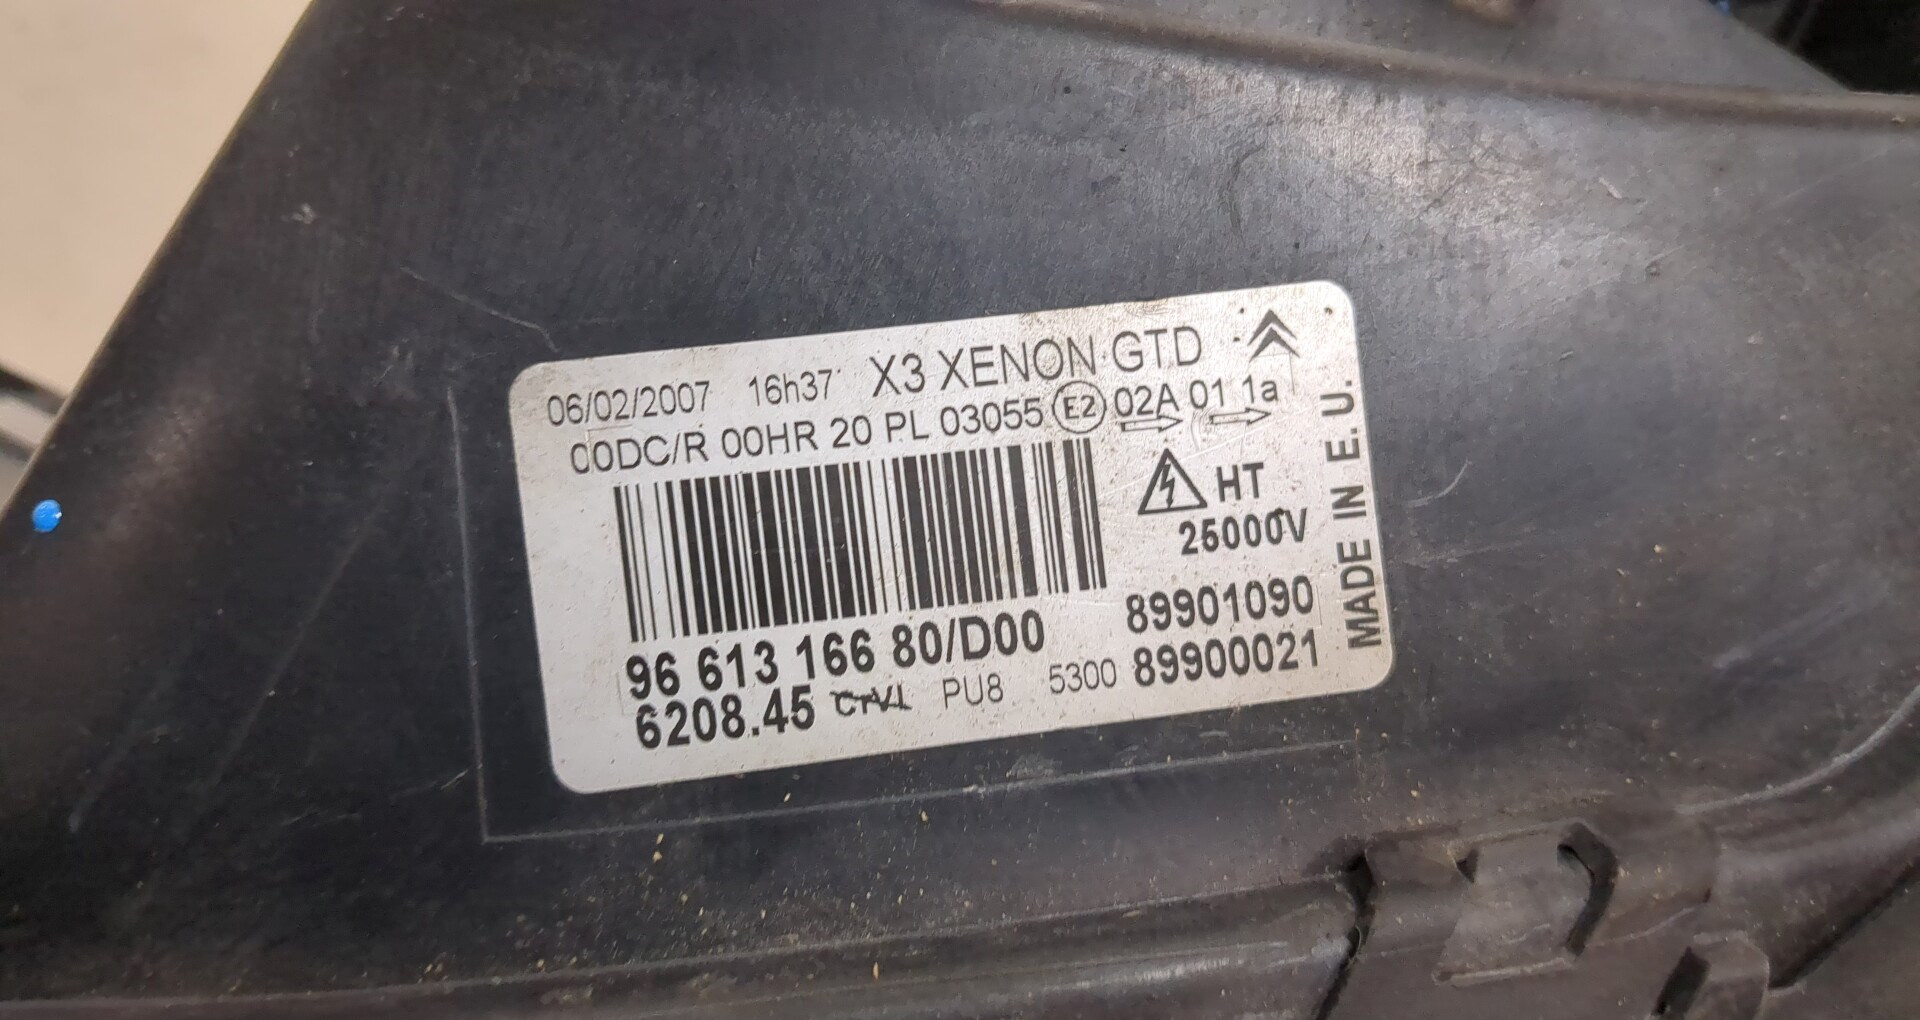 06/02/2007 16h37 X3 XENON GTD
00DC/R 00HR 20 PL 03055 E2 02A 01 1a
HT
25000V
MADE IN E.U.
89901090
96 613 166 80/D00
6208.45 PU8 5300 89900021